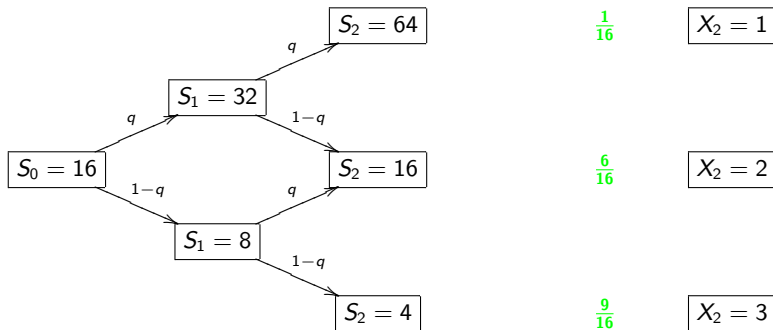 S₂ = 64 1/16 X₂ = 1
q
S₁ = 32
q 1−q
S₀ = 16 S₂ = 16 6/16 X₂ = 2
1−q q
S₁ = 8
1−q
S₂ = 4 9/16 X₂ = 3